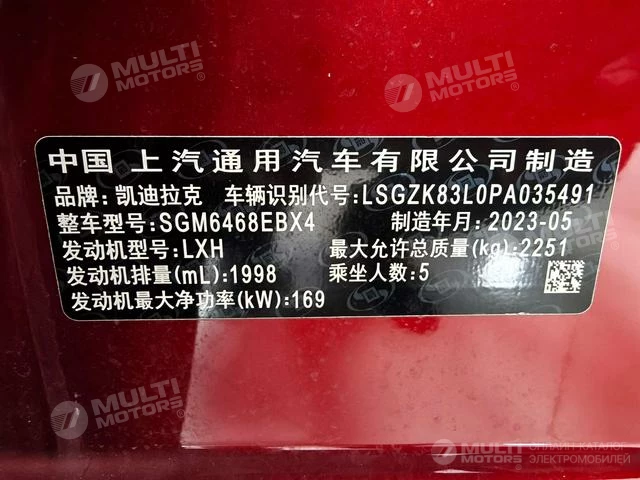 MULTI
MOTORS
MULTI
MOTORS
中国 上汽通用汽车有限公司制造
品牌:凯迪拉克 车辆识别代号:LSGZK83L0PA035491
整车型号:SGM6468EBX4 制造年月:2023-05
发动机型号:LXH 最大允许总质量(kg):2251
发动机排量(mL):1998 乘坐人数:5
发动机最大净功率(kW):169
MULTI
MOTORS
MULTI
MOTORS
ОНЛАЙН-КАТАЛОГ
ЭЛЕКТРОМОБИЛЕЙ